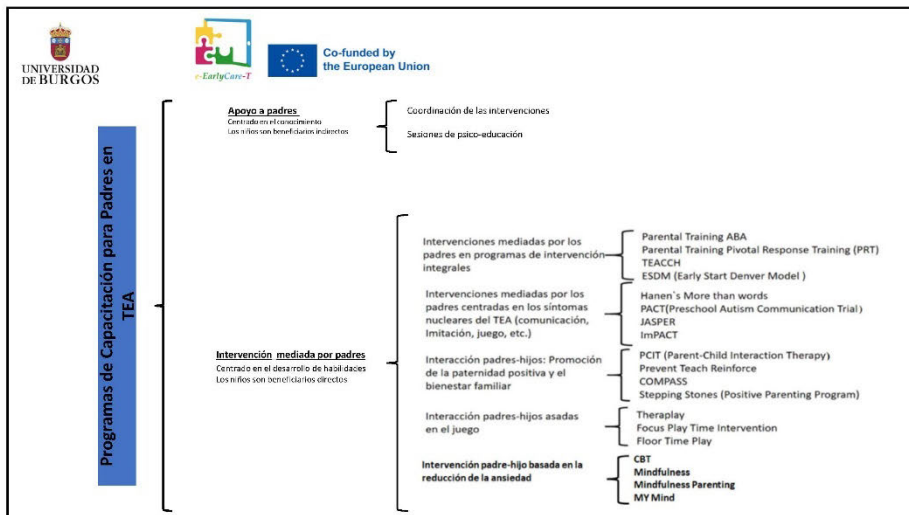 UNIVERSIDAD
DE BURGOS
e-EarlyCare-T
Co-funded by
the European Union
Programas de Capacitación para Padres en
TEA
Apoyo a padres
Centrado en el conocimiento
Los niños son beneficiarios indirectos
Coordinación de las intervenciones
Sesiones de psico-educación
Intervención mediada por padres
Centrado en el desarrollo de habilidades
Los niños son beneficiarios directos
Intervenciones mediadas por los
padres en programas de intervención
integrales
Parental Training ABA
Parental Training Pivotal Response Training (PRT)
TEACCH
ESDM (Early Start Denver Model )
Intervenciones mediadas por los
padres centradas en los síntomas
nucleares del TEA (comunicación,
Imitación, juego, etc.)
Hanen´s More than words
PACT(Preschool Autism Communication Trial)
JASPER
ImPACT
Interacción padres-hijos: Promoción
de la paternidad positiva y el
bienestar familiar
PCIT (Parent-Child Interaction Therapy)
Prevent Teach Reinforce
COMPASS
Stepping Stones (Positive Parenting Program)
Interacción padres-hijos asadas
en el juego
Theraplay
Focus Play Time Intervention
Floor Time Play
Intervención padre-hijo basada en la
reducción de la ansiedad
CBT
Mindfulness
Mindfulness Parenting
MY Mind